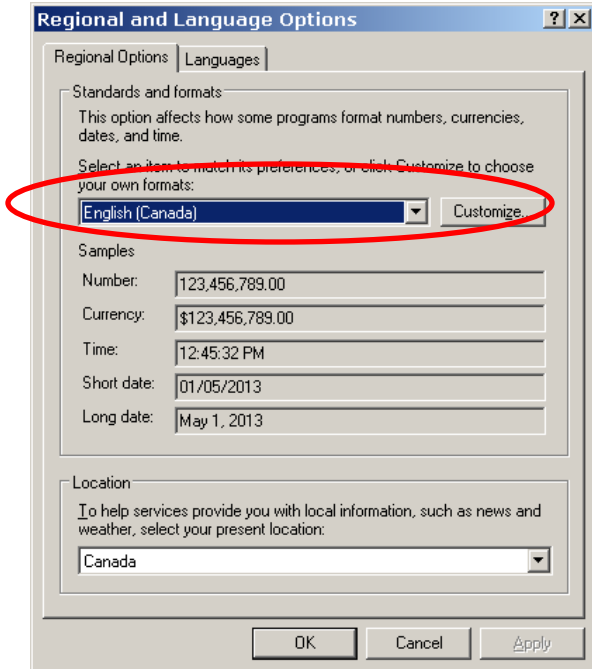 Regional and Language Options
Regional Options Languages
Standards and formats
This option affects how some programs format numbers, currencies,
dates, and time.
Select an item to match its preferences, or click Customize to choose
your own formats:
English (Canada) Customize...
Samples
Number: 123,456,789.00
Currency: $123,456,789.00
Time: 12:45:32 PM
Short date: 01/05/2013
Long date: May 1, 2013
Location
To help services provide you with local information, such as news and
weather, select your present location:
Canada
OK Cancel Apply